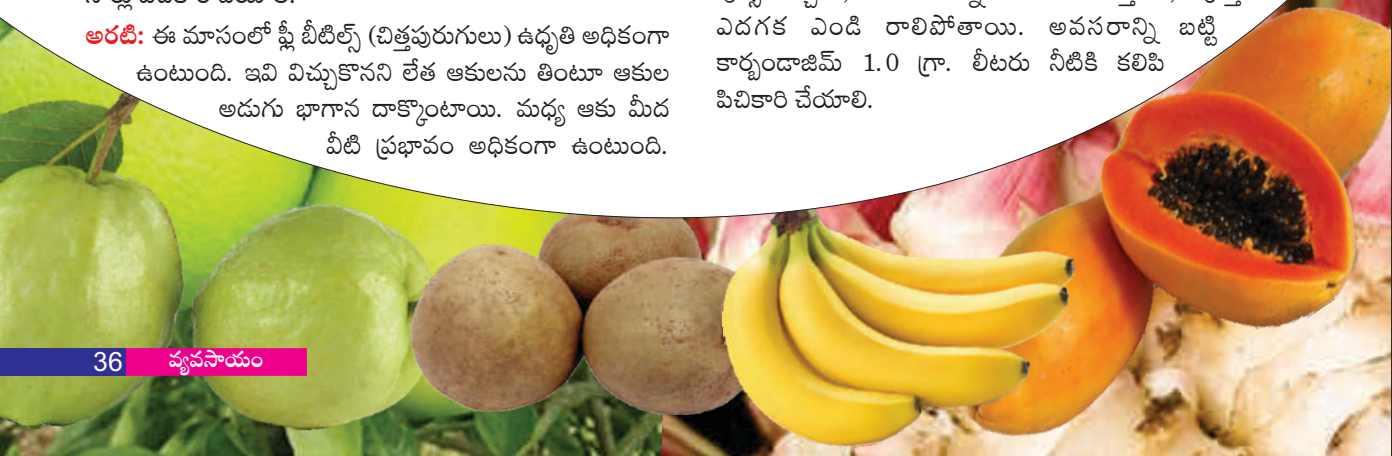 అరటి: ఈ మాసంలో ఫ్లీ బీటిల్స్ (చిత్తపురుగులు) ఉధృతి అధికంగా
ఉంటుంది. ఇవి విచ్చుకొనని లేత ఆకులను తింటూ ఆకుల
అడుగు భాగాన దాక్కొంటాయి. మధ్య ఆకు మీద
వీటి ప్రభావం అధికంగా ఉంటుంది.
ఎదగక ఎండి రాలిపోతాయి. అవసరాన్ని బట్టి
కార్బండాజిమ్ 1.0 గ్రా. లీటరు నీటికి కలిపి
పిచికారి చేయాలి.
36 వ్యవసాయం